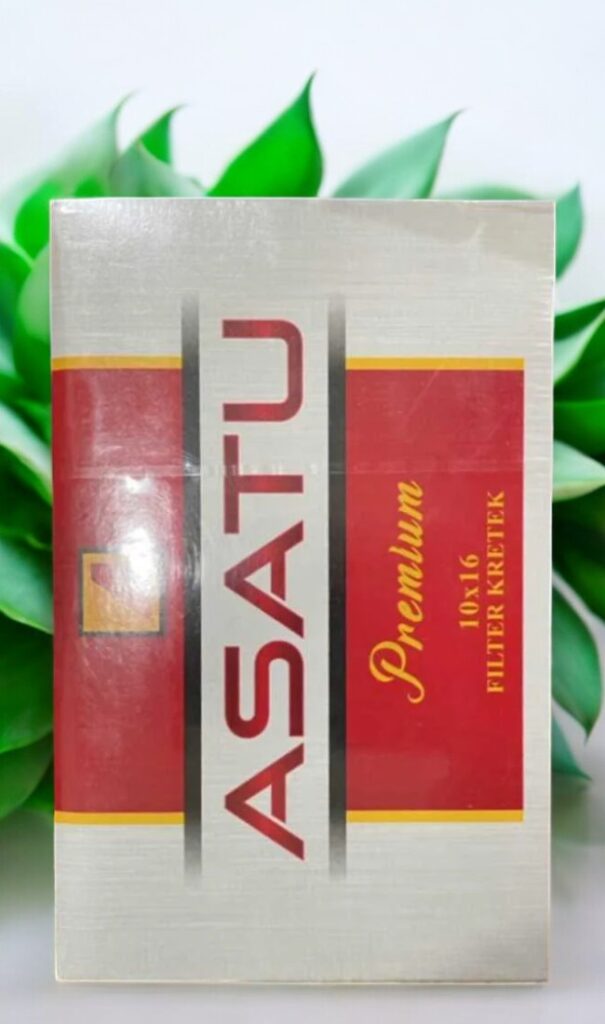 ASATU
Premium
10x16
FILTER KRETEK